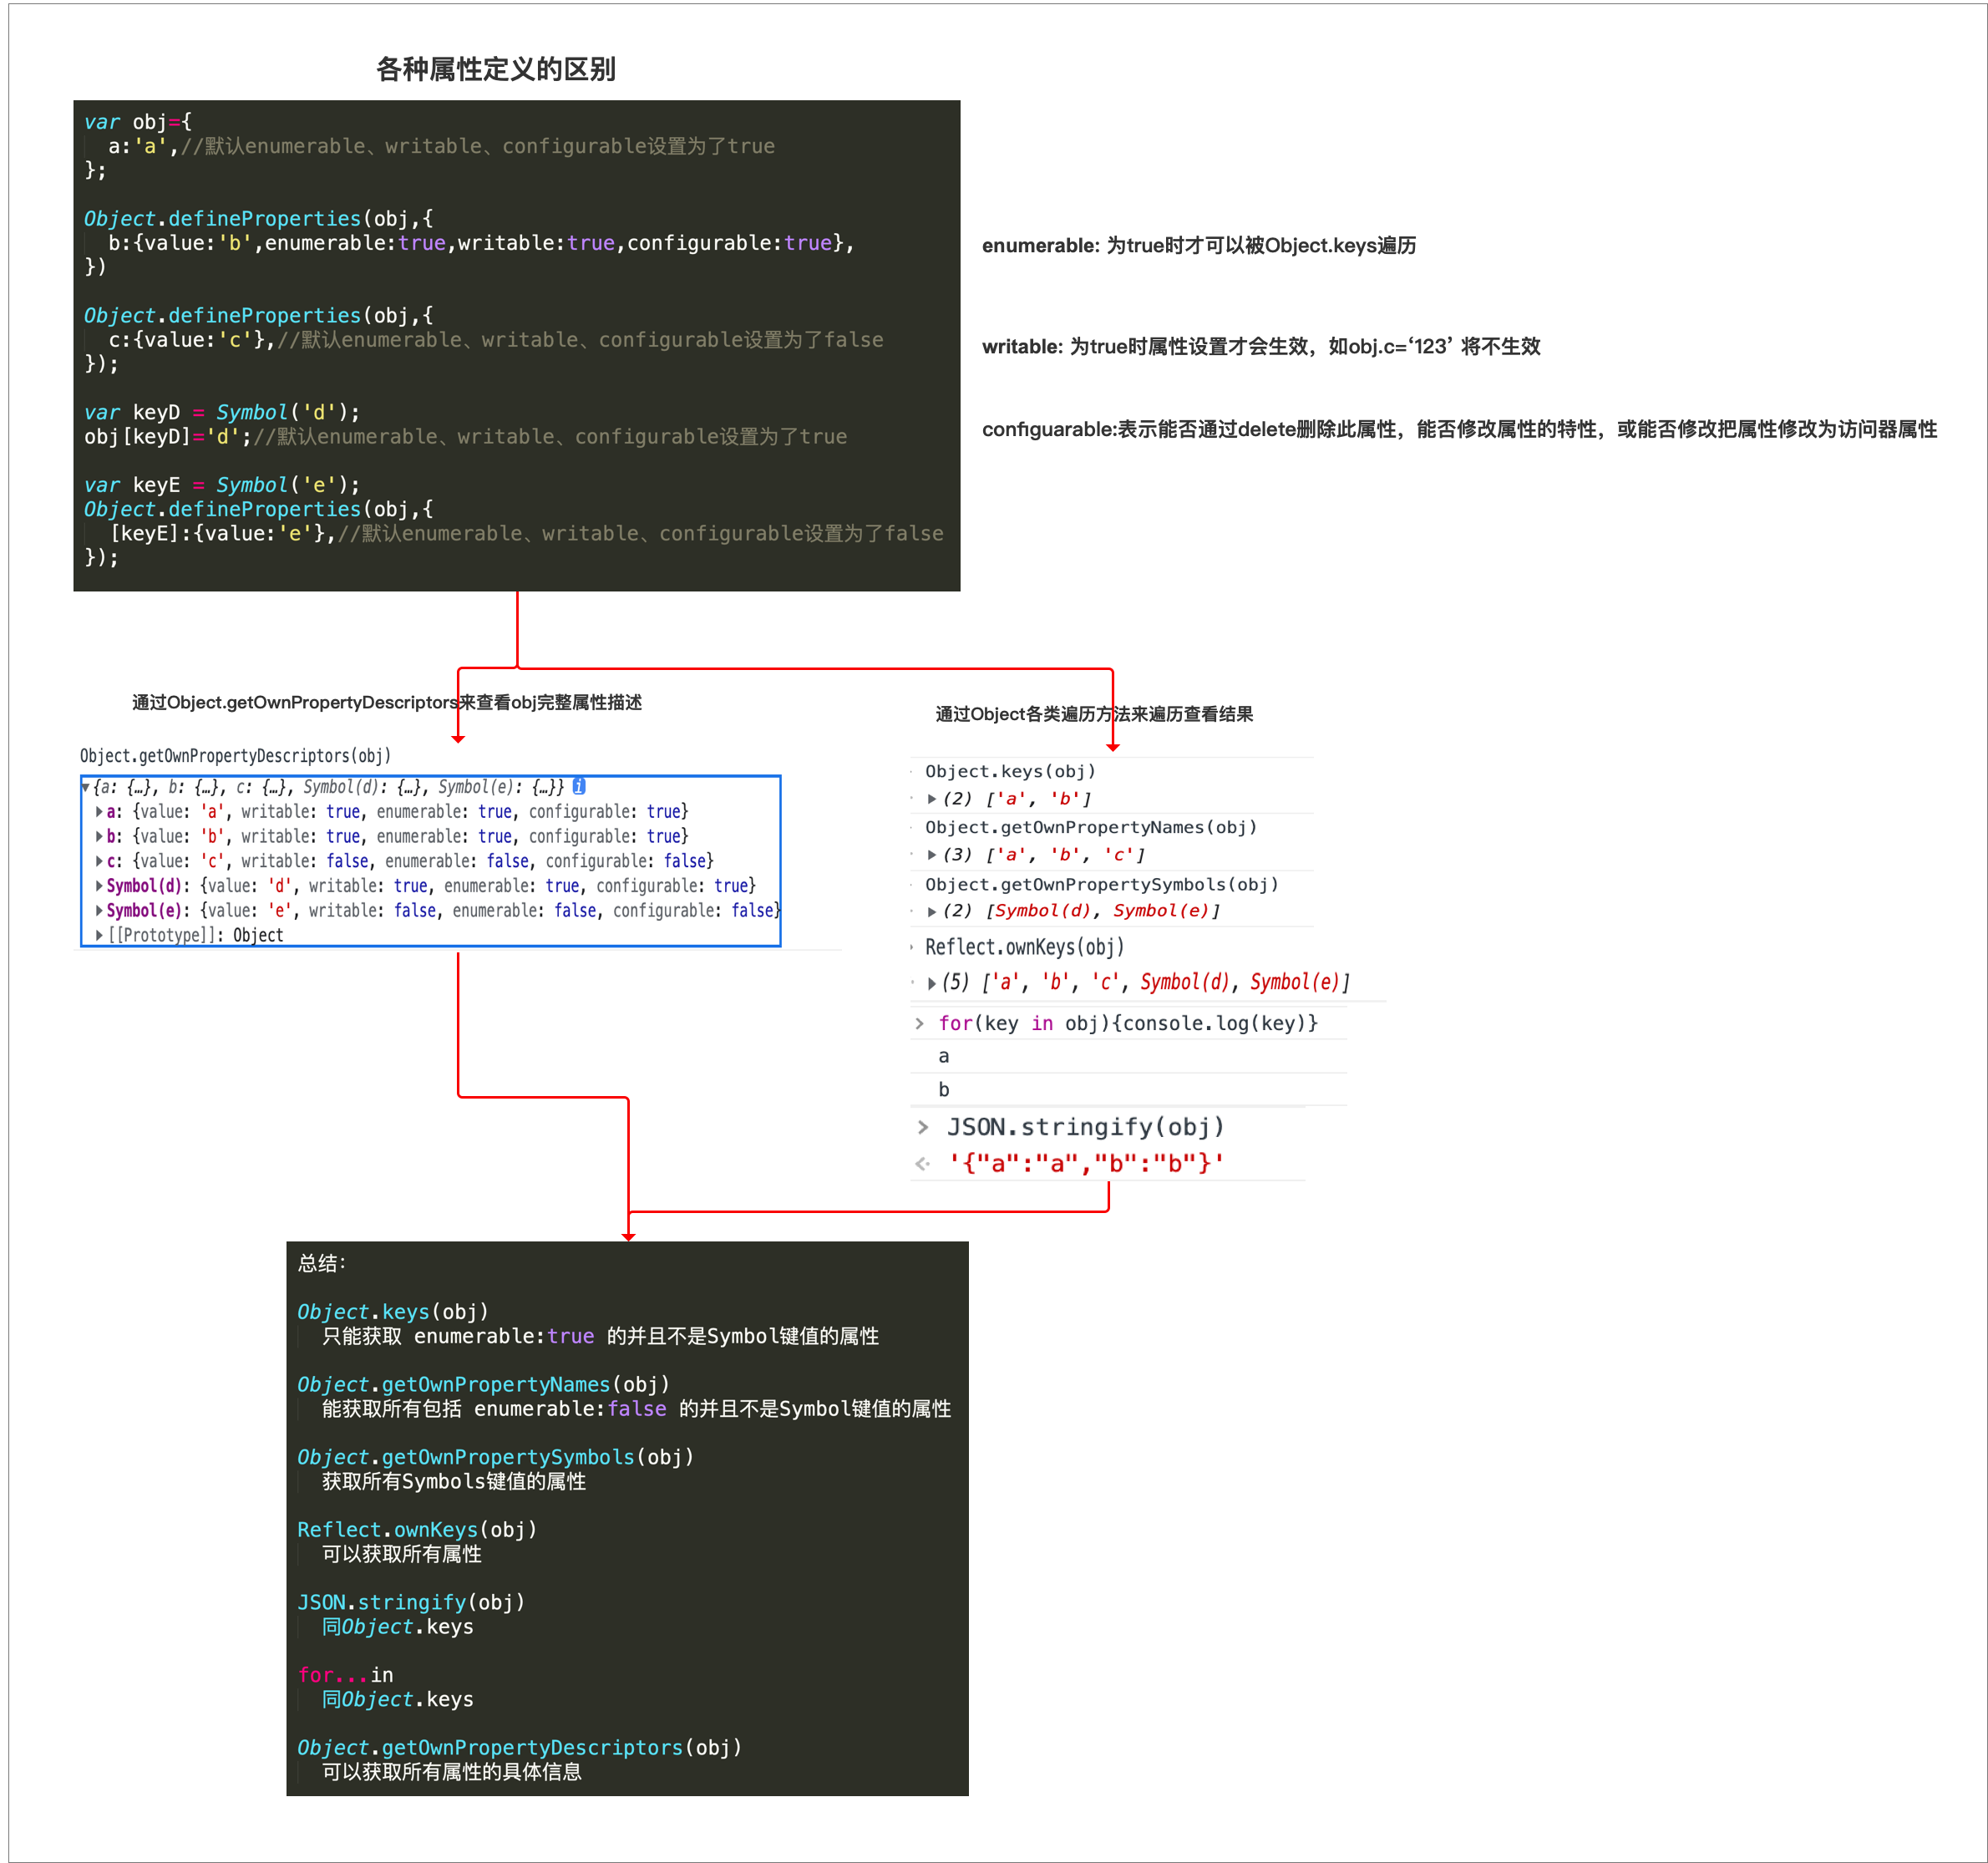 各种属性定义的区别
var obj={
a:'a',//默认enumerable、writable、configurable设置为了true
};
Object.defineProperties(obj,{
b:{value:'b',enumerable:true,writable:true,configurable:true},
})
Object.defineProperties(obj,{
c:{value:'c'},//默认enumerable、writable、configurable设置为了false
});
var keyD = Symbol('d');
obj[keyD]='d';//默认enumerable、writable、configurable设置为了true
var keyE = Symbol('e');
Object.defineProperties(obj,{
[keyE]:{value:'e'},//默认enumerable、writable、configurable设置为了false
});
enumerable: 为true时才可以被Object.keys遍历
writable: 为true时属性设置才会生效，如obj.c=‘123’ 将不生效
configuarable:表示能否通过delete删除此属性，能否修改属性的特性，或能否修改把属性修改为访问器属性
通过Object.getOwnPropertyDescriptors来查看obj完整属性描述
Object.getOwnPropertyDescriptors(obj)
▼{a: {…}, b: {…}, c: {…}, Symbol(d): {…}, Symbol(e): {…}} i
▶a: {value: 'a', writable: true, enumerable: true, configurable: true}
▶b: {value: 'b', writable: true, enumerable: true, configurable: true}
▶c: {value: 'c', writable: false, enumerable: false, configurable: false}
▶Symbol(d): {value: 'd', writable: true, enumerable: true, configurable: true}
▶Symbol(e): {value: 'e', writable: false, enumerable: false, configurable: false}
▶[[Prototype]]: Object
通过Object各类遍历方法来遍历查看结果
Object.keys(obj)
▶(2) ['a', 'b']
Object.getOwnPropertyNames(obj)
▶(3) ['a', 'b', 'c']
Object.getOwnPropertySymbols(obj)
▶(2) [Symbol(d), Symbol(e)]
Reflect.ownKeys(obj)
▶(5) ['a', 'b', 'c', Symbol(d), Symbol(e)]
> for(key in obj){console.log(key)}
a
b
> JSON.stringify(obj)
<· '{"a":"a","b":"b"}'
总结：
Object.keys(obj)
只能获取 enumerable:true 的并且不是Symbol键值的属性
Object.getOwnPropertyNames(obj)
能获取所有包括 enumerable:false 的并且不是Symbol键值的属性
Object.getOwnPropertySymbols(obj)
获取所有Symbols键值的属性
Reflect.ownKeys(obj)
可以获取所有属性
JSON.stringify(obj)
同Object.keys
for...in
同Object.keys
Object.getOwnPropertyDescriptors(obj)
可以获取所有属性的具体信息